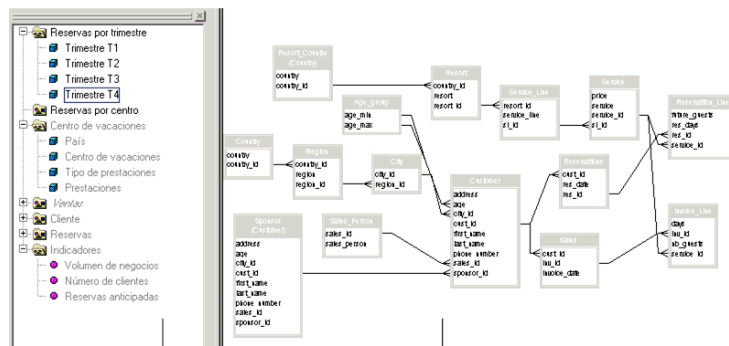 Reservas por trimestre
Trimestre T1
Trimestre T2
Trimestre T3
Trimestre T4
Reservas por centro
Centro de vacaciones
País
Centro de vacaciones
Tipo de prestaciones
Prestaciones
Ventas
Cliente
Reservas
Indicadores
Volumen de negocios
Número de clientes
Reservas anticipadas
Resort_Country
(Country)
country
country_id
Resort
country_id
resort
resort_id
Service_Line
resort_id
service_line
sl_id
Service
price
service
service_id
sl_id
Reservation_Line
future_guests
res_days
res_id
service_id
Age_group
age_min
age_max
Country
country
country_id
Region
country_id
region
region_id
City
city_id
region_id
Customer
address
age
city_id
cust_id
first_name
last_name
phone_number
sales_id
sponsor_id
Reservations
cust_id
res_date
res_id
Invoice_Line
days
inv_id
nb_guests
service_id
Sponsor
(Customer)
address
age
city_id
cust_id
first_name
last_name
phone_number
sales_id
sponsor_id
Sales_Person
sales_id
sales_person
Sales
cust_id
inv_id
invoice_date